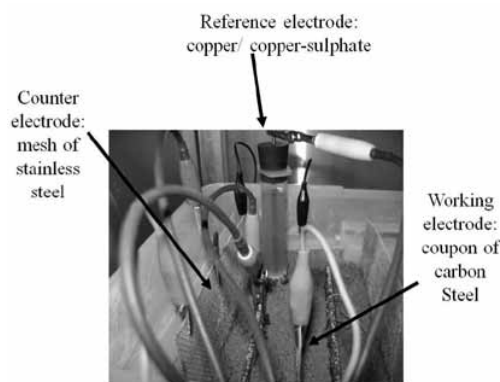 Reference electrode:
copper/ copper-sulphate
Counter
electrode:
mesh of
stainless
steel
Working
electrode:
coupon of
carbon
Steel